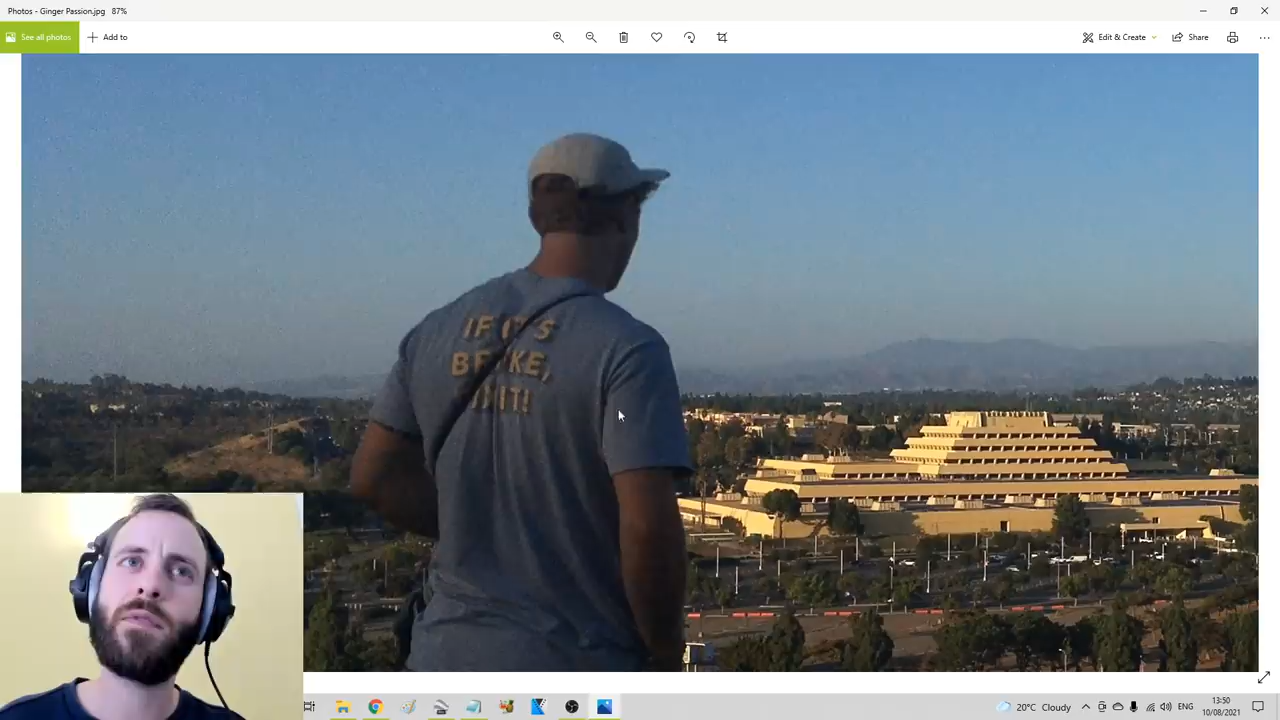 Photos - Ginger Passion.jpg 87%
See all photos
Add to
Edit & Create
Share
IF IT'S
13:50
20°C Cloudy
ENG
10/08/2021